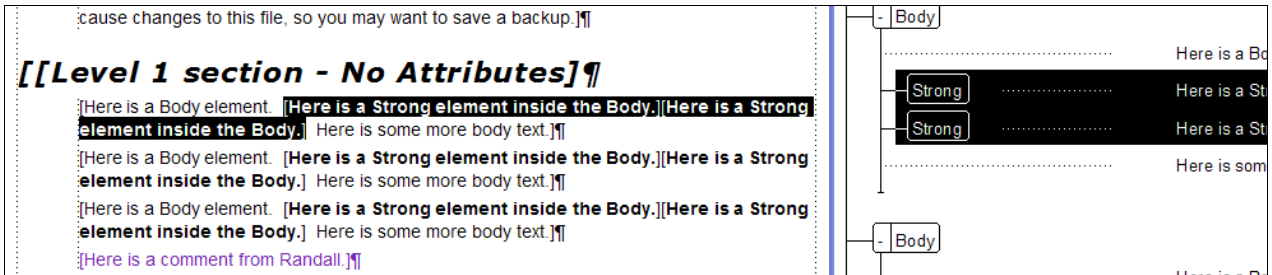 cause changes to this file, so you may want to save a backup.]¶
[[Level 1 section - No Attributes]¶
[Here is a Body element.  [Here is a Strong element inside the Body.][Here is a Strong
element inside the Body.]  Here is some more body text.]¶
[Here is a Body element.  [Here is a Strong element inside the Body.][Here is a Strong
element inside the Body.]  Here is some more body text.]¶
[Here is a Body element.  [Here is a Strong element inside the Body.][Here is a Strong
element inside the Body.]  Here is some more body text.]¶
[Here is a comment from Randall.]¶
- Body
Here is a Bo
Strong
Here is a St
Strong
Here is a St
Here is som
- Body